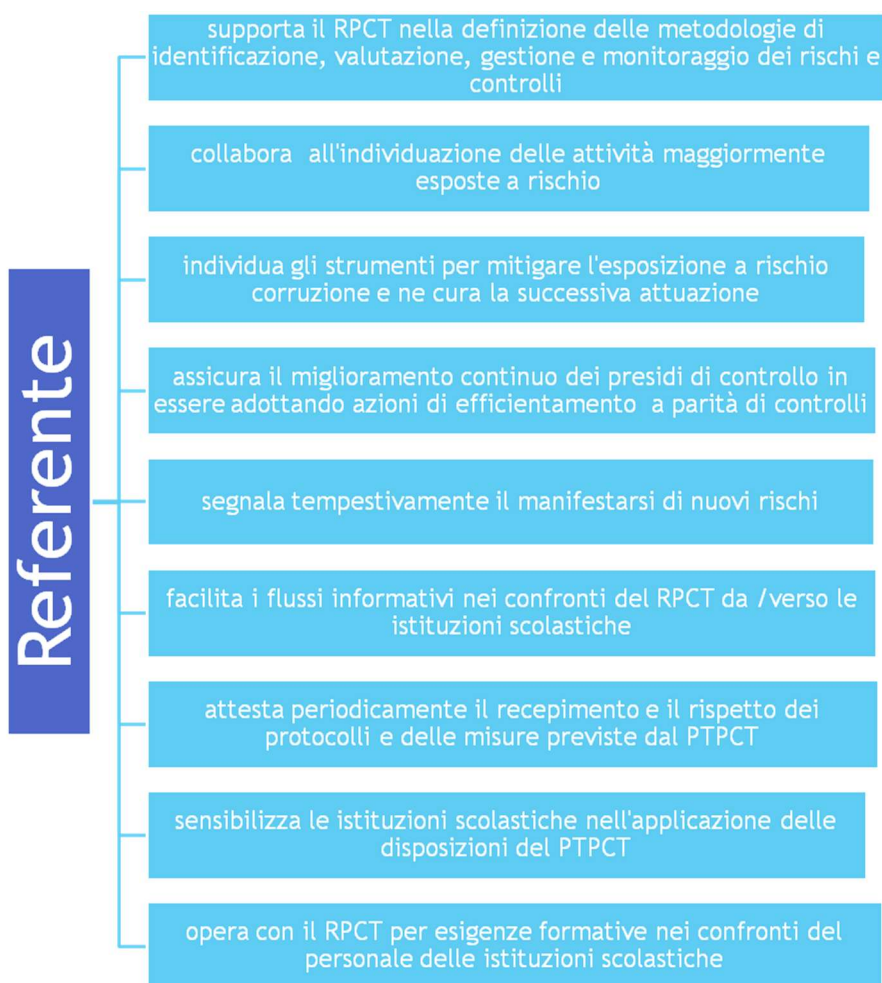 Referente
supporta il RPCT nella definizione delle metodologie di
identificazione, valutazione, gestione e monitoraggio dei rischi e
controlli
collabora all'individuazione delle attività maggiormente
esposte a rischio
individua gli strumenti per mitigare l'esposizione a rischio
corruzione e ne cura la successiva attuazione
assicura il miglioramento continuo dei presidi di controllo in
essere adottando azioni di efficientamento a parità di controlli
segnala tempestivamente il manifestarsi di nuovi rischi
facilita i flussi informativi nei confronti del RPCT da /verso le
istituzioni scolastiche
attesta periodicamente il recepimento e il rispetto dei
protocolli e delle misure previste dal PTPCT
sensibilizza le istituzioni scolastiche nell'applicazione delle
disposizioni del PTPCT
opera con il RPCT per esigenze formative nei confronti del
personale delle istituzioni scolastiche